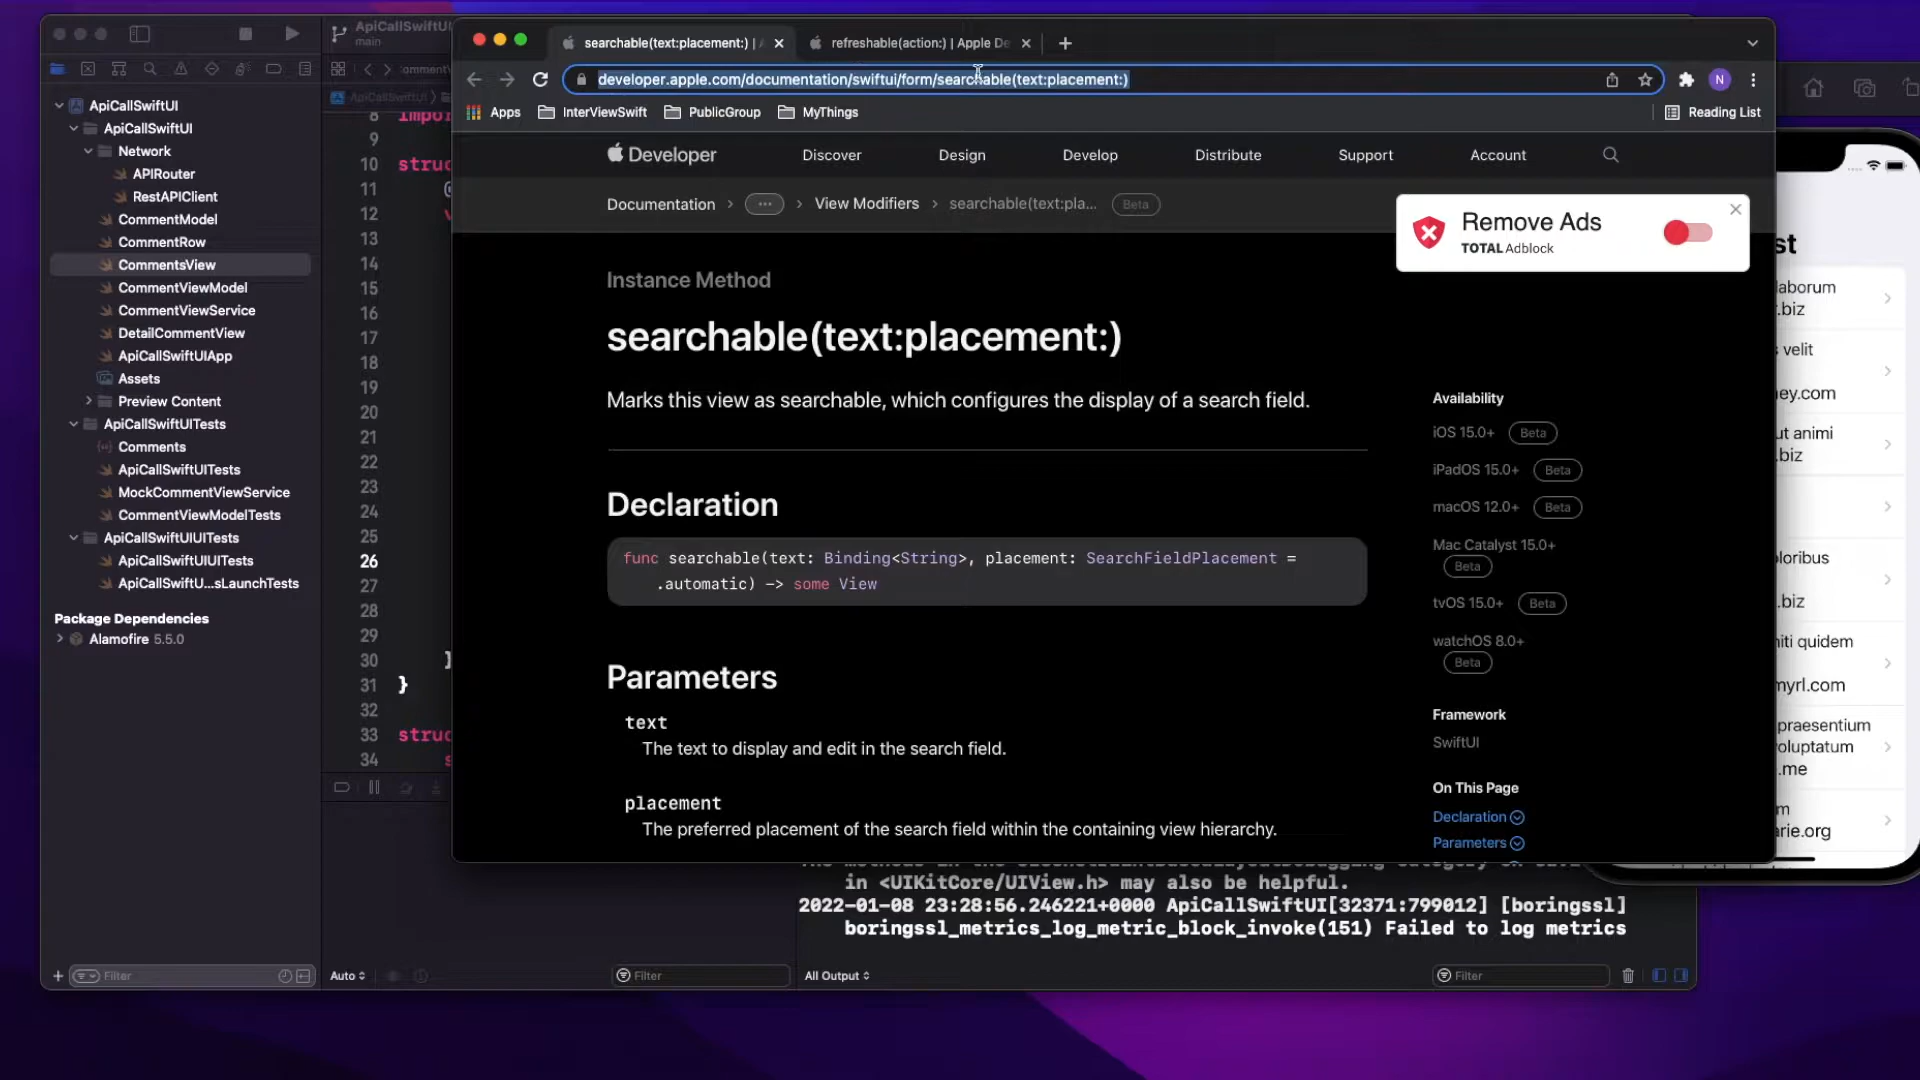 ApiCallSwiftUI
main
searchable(text:placement:) | A
refreshable(action:) | Apple De
developer.apple.com/documentation/swiftui/form/searchable(text:placement:)
Apps
InterViewSwift
PublicGroup
MyThings
Reading List
ApiCallSwiftUI
ApiCallSwiftUI
Network
APIRouter
RestAPIClient
CommentModel
CommentRow
CommentsView
CommentViewModel
CommentViewService
DetailCommentView
ApiCallSwiftUIApp
Assets
Preview Content
ApiCallSwiftUITests
Comments
ApiCallSwiftUITests
MockCommentViewService
CommentViewModelTests
ApiCallSwiftUIUITests
ApiCallSwiftUIUITests
ApiCallSwiftU...sLaunchTests
Package Dependencies
Alamofire 5.5.0
Filter
8 impor
9
10 struc
11
12
13
14
15
16
17
18
19
20
21
22
23
24
25
26
27
28
29
30 }
31 }
32
33 struc
34
Developer
Discover
Design
Develop
Distribute
Support
Account
Documentation > ... > View Modifiers > searchable(text:pla... Beta
Remove Ads
TOTAL Adblock
Instance Method
searchable(text:placement:)
Marks this view as searchable, which configures the display of a search field.
Declaration
func searchable(text: Binding<String>, placement: SearchFieldPlacement =
.automatic) -> some View
Parameters
text
The text to display and edit in the search field.
placement
The preferred placement of the search field within the containing view hierarchy.
Availability
iOS 15.0+ Beta
iPadOS 15.0+ Beta
macOS 12.0+ Beta
Mac Catalyst 15.0+
Beta
tvOS 15.0+ Beta
watchOS 8.0+
Beta
Framework
SwiftUI
On This Page
Declaration
Parameters
st
laborum
.biz
velit
ney.com
ut animi
.biz
loribus
.biz
niti quidem
myrl.com
praesentium
voluptatum
.me
m
arie.org
in <UIKitCore/UIView.h> may also be helpful.
2022-01-08 23:28:56.246221+0000 ApiCallSwiftUI[32371:799012] [boringssl]
boringssl_metrics_log_metric_block_invoke(151) Failed to log metrics
Auto
Filter
All Output
Filter